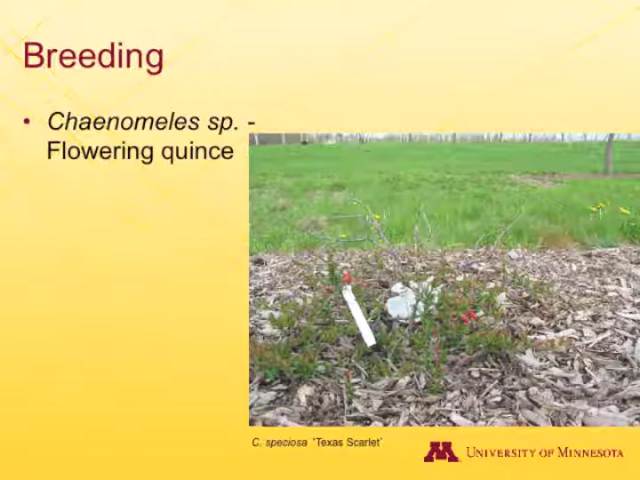 Breeding
• Chaenomeles sp. -
Flowering quince
C. speciosa 'Texas Scarlet'
M UNIVERSITY OF MINNESOTA